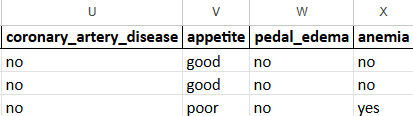 U V W X
coronary_artery_disease appetite pedal_edema anemia
no good no no
no good no no
no poor no yes